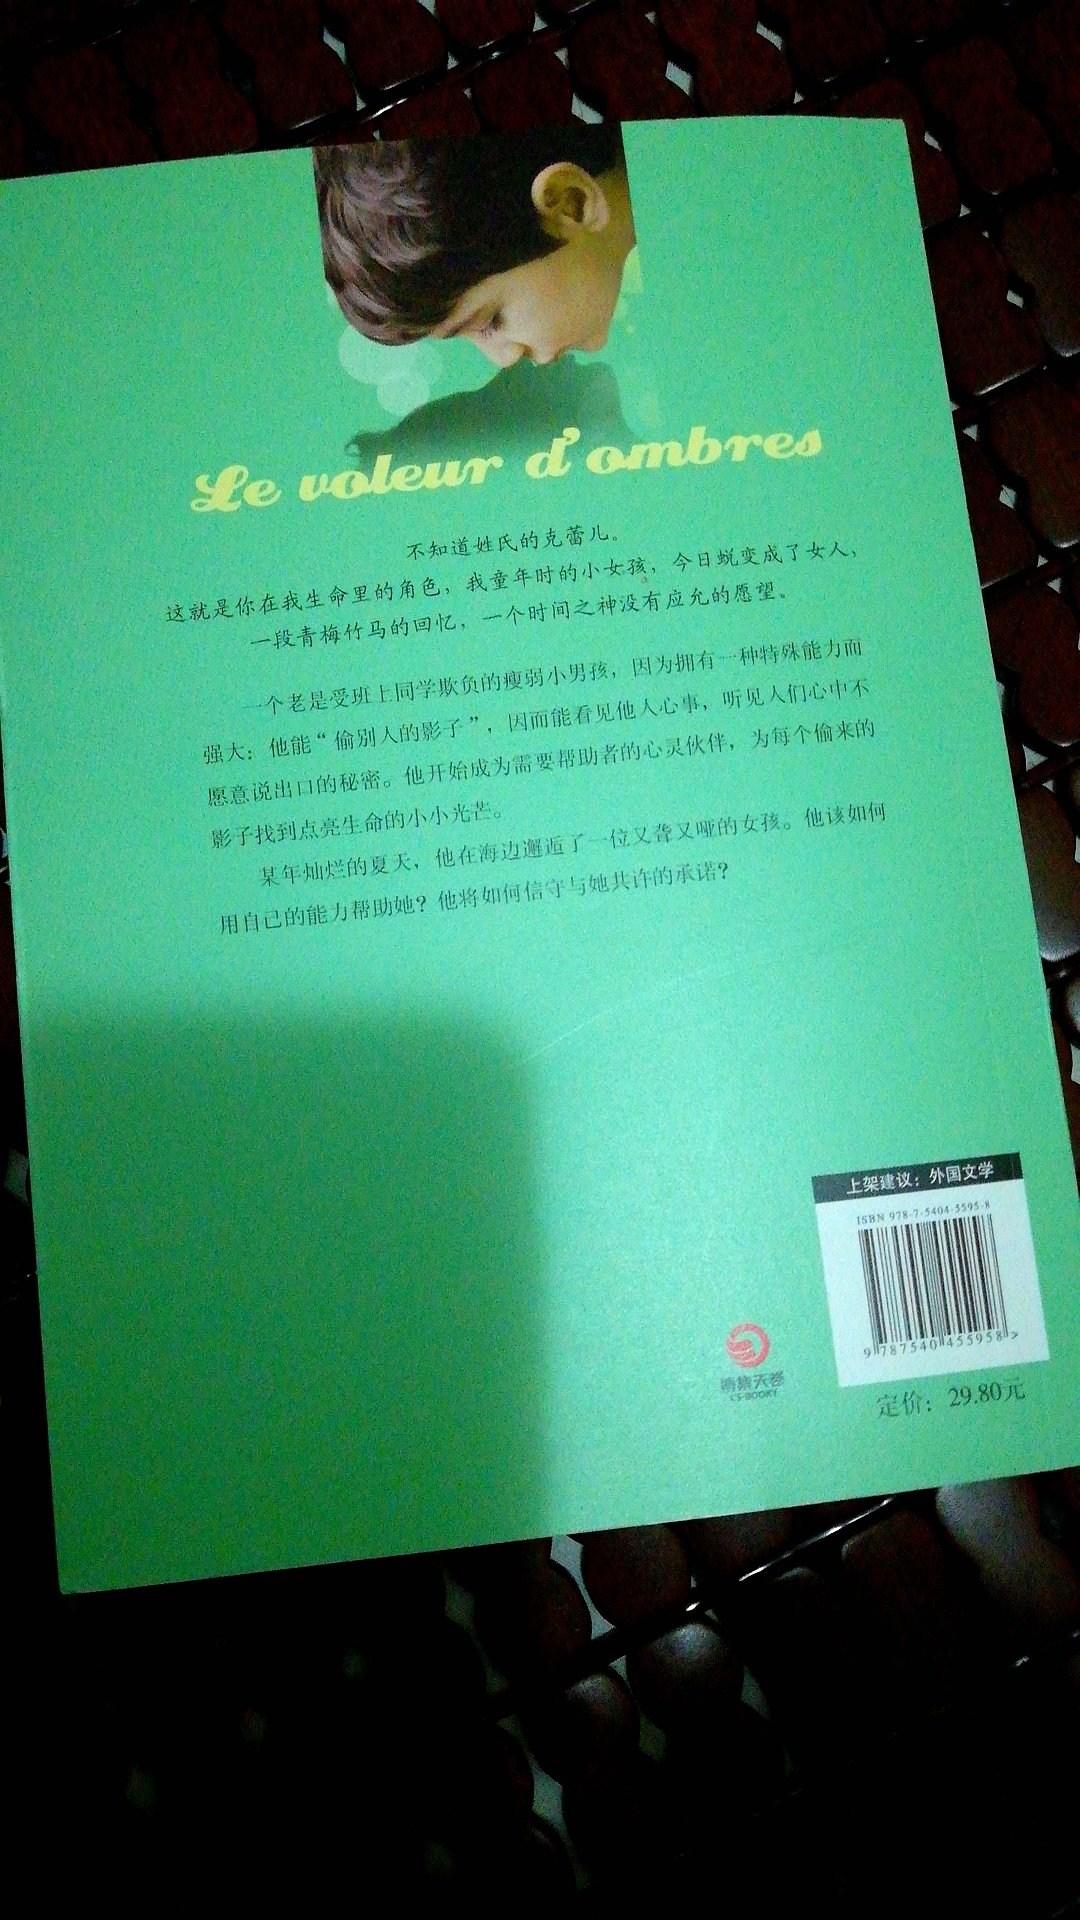 Le voleur d'ombres
不知道姓氏的克蕾儿。
这就是你在我生命里的角色，我童年时的小女孩，今日蜕变成了女人，
一段青梅竹马的回忆，一个时间之神没有应允的愿望。
一个老是受班上同学欺负的瘦弱小男孩，因为拥有一种特殊能力而
强大：他能“偷别人的影子”，因而能看见他人心事，听见人们心中不
愿意说出口的秘密。他开始成为需要帮助者的心灵伙伴，为每个偷来的
影子找到点亮生命的小小光芒。
某年灿烂的夏天，他在海边邂逅了一位又聋又哑的女孩。他该如何
用自己的能力帮助她？他将如何信守与她共许的承诺？
上架建议：外国文学
ISBN 978-7-5404-5595-8
9 787540 455958 >
博集天卷
CS-BOOKY
定价：29.80元